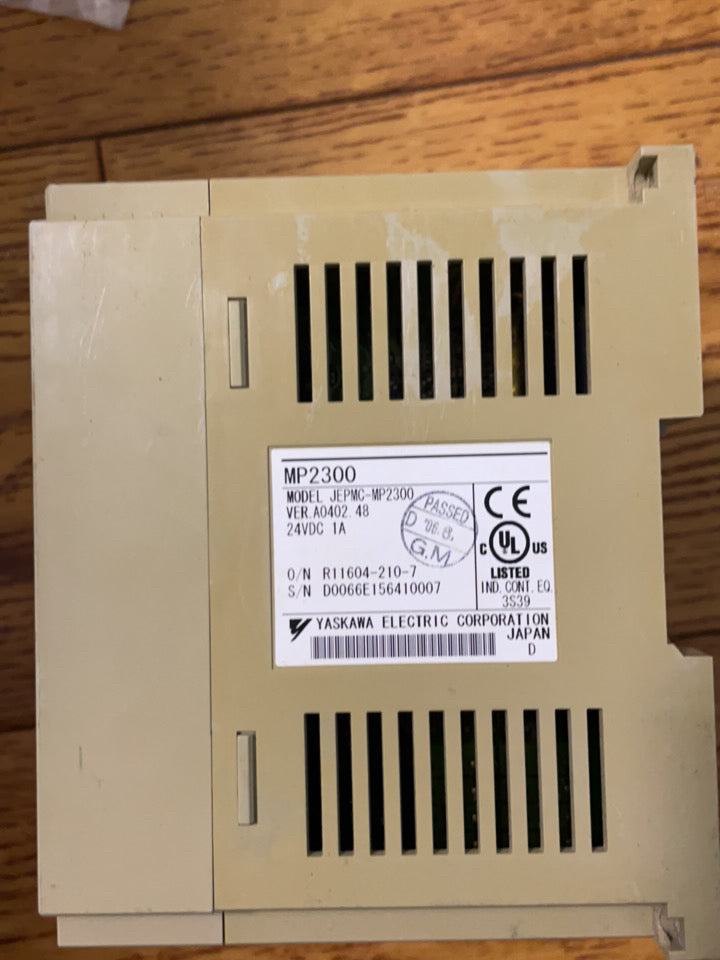 MP2300
MODEL JEPMC-MP2300
VER.A0402.48
24VDC 1A
PASSED
D '06.8.
G.M
O/N R11604-210-7
S/N D0066E156410007
CE
C UL US
LISTED
IND. CONT. EQ.
3S39
YASKAWA ELECTRIC CORPORATION
JAPAN
D